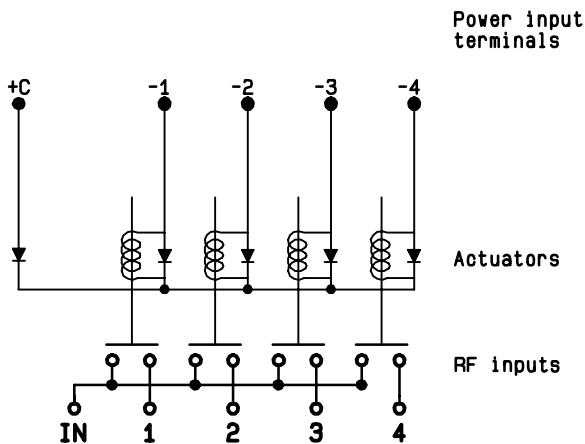 Power input
terminals
+C -1 -2 -3 -4
Actuators
RF inputs
IN 1 2 3 4